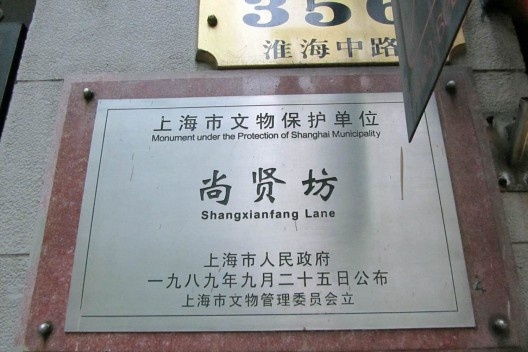 356
淮海中路
上海市文物保护单位
Monument under the Protection of Shanghai Municipality
尚贤坊
Shangxianfang Lane
上海市人民政府
一九八九年九月二十五日公布
上海市文物管理委员会立